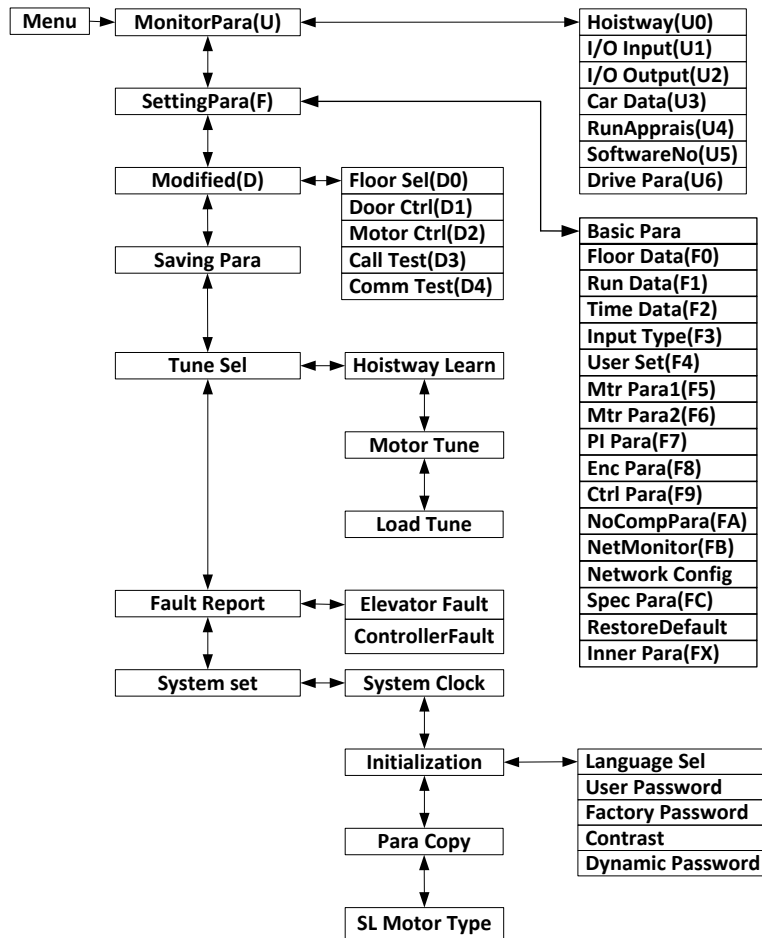 Menu
MonitorPara(U)
Hoistway(U0)
I/O Input(U1)
I/O Output(U2)
Car Data(U3)
RunApprais(U4)
SoftwareNo(U5)
Drive Para(U6)
SettingPara(F)
Basic Para
Floor Data(F0)
Run Data(F1)
Time Data(F2)
Input Type(F3)
User Set(F4)
Mtr Para1(F5)
Mtr Para2(F6)
PI Para(F7)
Enc Para(F8)
Ctrl Para(F9)
NoCompPara(FA)
NetMonitor(FB)
Network Config
Spec Para(FC)
RestoreDefault
Inner Para(FX)
Modified(D)
Floor Sel(D0)
Door Ctrl(D1)
Motor Ctrl(D2)
Call Test(D3)
Comm Test(D4)
Saving Para
Tune Sel
Hoistway Learn
Motor Tune
Load Tune
Fault Report
Elevator Fault
ControllerFault
System set
System Clock
Initialization
Language Sel
User Password
Factory Password
Contrast
Dynamic Password
Para Copy
SL Motor Type